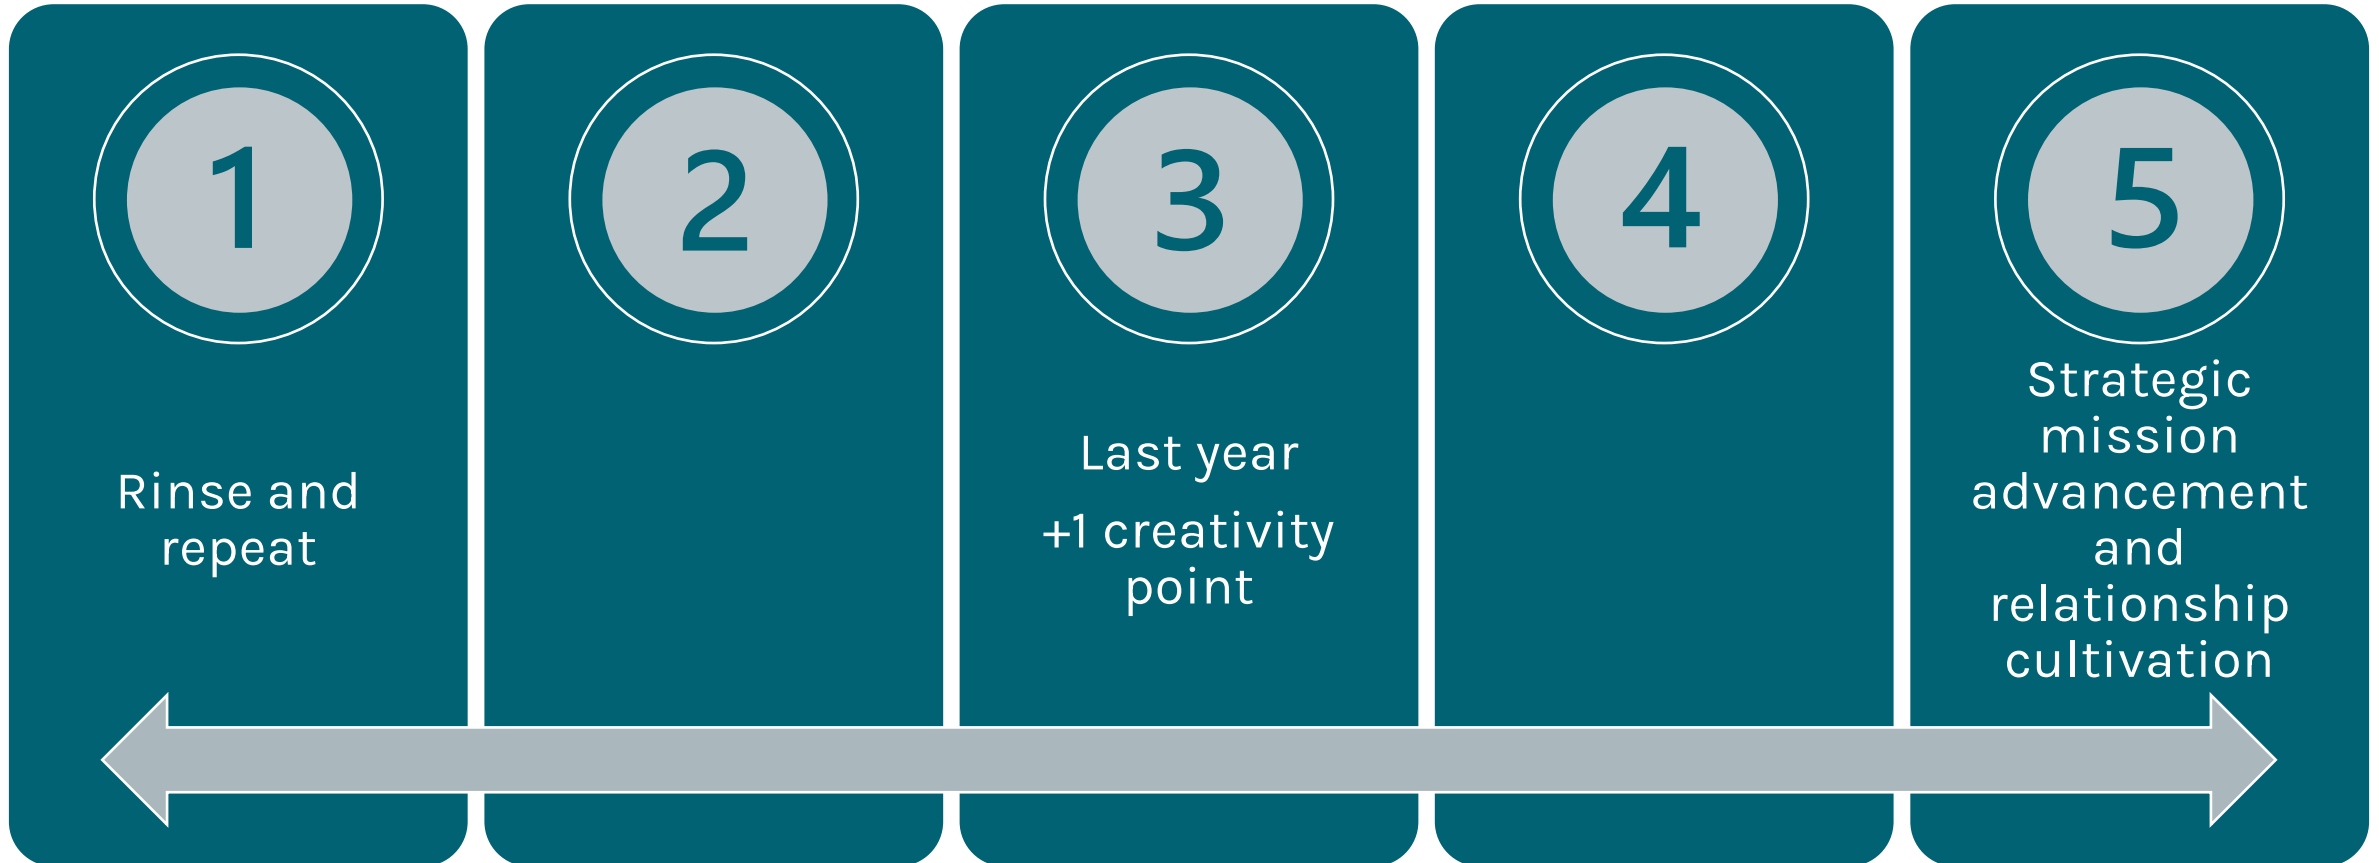 1
Rinse and
repeat
2
3
Last year
+1 creativity
point
4
5
Strategic
mission
advancement
and
relationship
cultivation